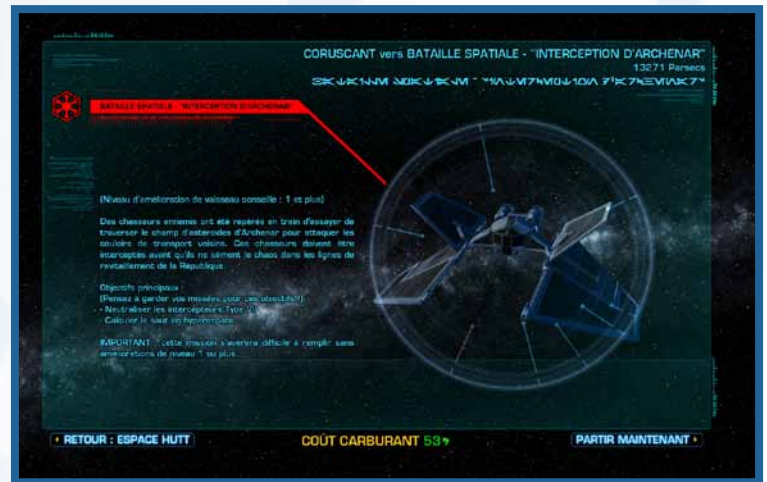 CORUSCANT vers BATAILLE SPATIALE - "INTERCEPTION D'ARCHENAR"
13271 Parsecs
BATAILLE SPATIALE - "INTERCEPTION D'ARCHENAR"
(Niveau d'amélioration de vaisseau conseillé : 1 et plus)
Des chasseurs ennemis ont été repérés en train d'essayer de
traverser le champ d'astéroïdes d'Archenar pour attaquer les
couloirs de transport voisins. Ces chasseurs doivent être
interceptés avant qu'ils ne sèment le chaos dans les lignes de
ravitaillement de la République.
Objectifs principaux :
(Pensez à garder vos missiles pour ces objectifs!)
- Neutraliser les intercepteurs Type
- Calculer le saut en hyperespace
IMPORTANT : cette mission s'avérera difficile à remplir sans
améliorations de niveau 1 ou plus.
RETOUR : ESPACE HUTT
COÛT CARBURANT 53
PARTIR MAINTENANT